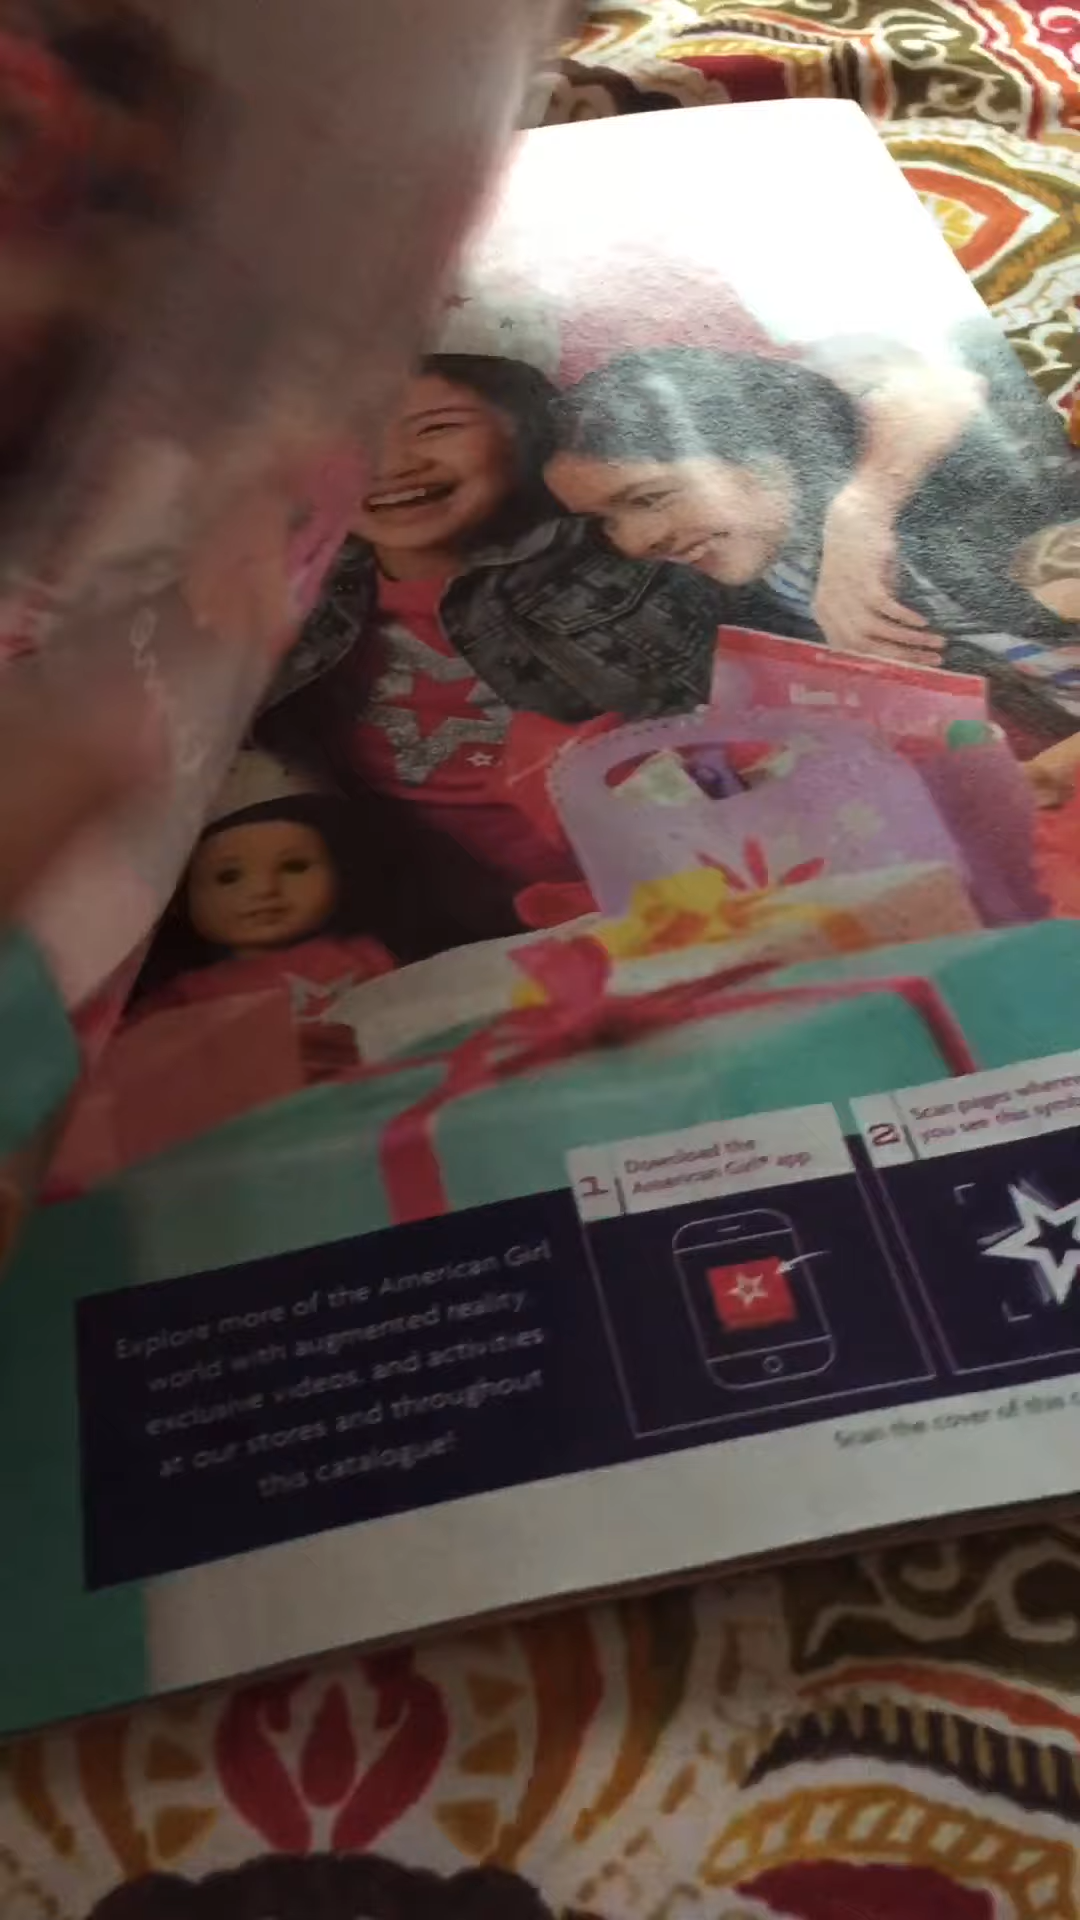 1
Download the
American Girl® app
2
Scan pages
you see this
Explore more of the American Girl
world with augmented reality
exclusive videos, and activities
at our stores and throughout
this catalogue!
Scan the cover of this